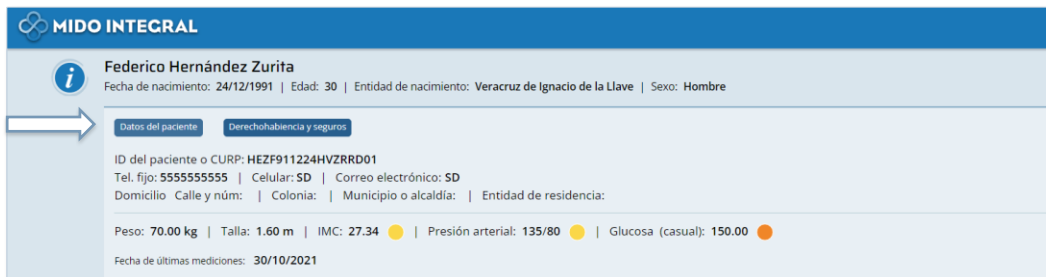 MIDO INTEGRAL
i
Federico Hernández Zurita
Fecha de nacimiento: 24/12/1991 | Edad: 30 | Entidad de nacimiento: Veracruz de Ignacio de la Llave | Sexo: Hombre
Datos del paciente Derechohabiencia y seguros
ID del paciente o CURP: HEZF911224HVZRRD01
Tel. fijo: 5555555555 | Celular: SD | Correo electrónico: SD
Domicilio Calle y núm: | Colonia: | Municipio o alcaldía: | Entidad de residencia:
Peso: 70.00 kg | Talla: 1.60 m | IMC: 27.34 | Presión arterial: 135/80 | Glucosa (casual): 150.00
Fecha de últimas mediciones: 30/10/2021